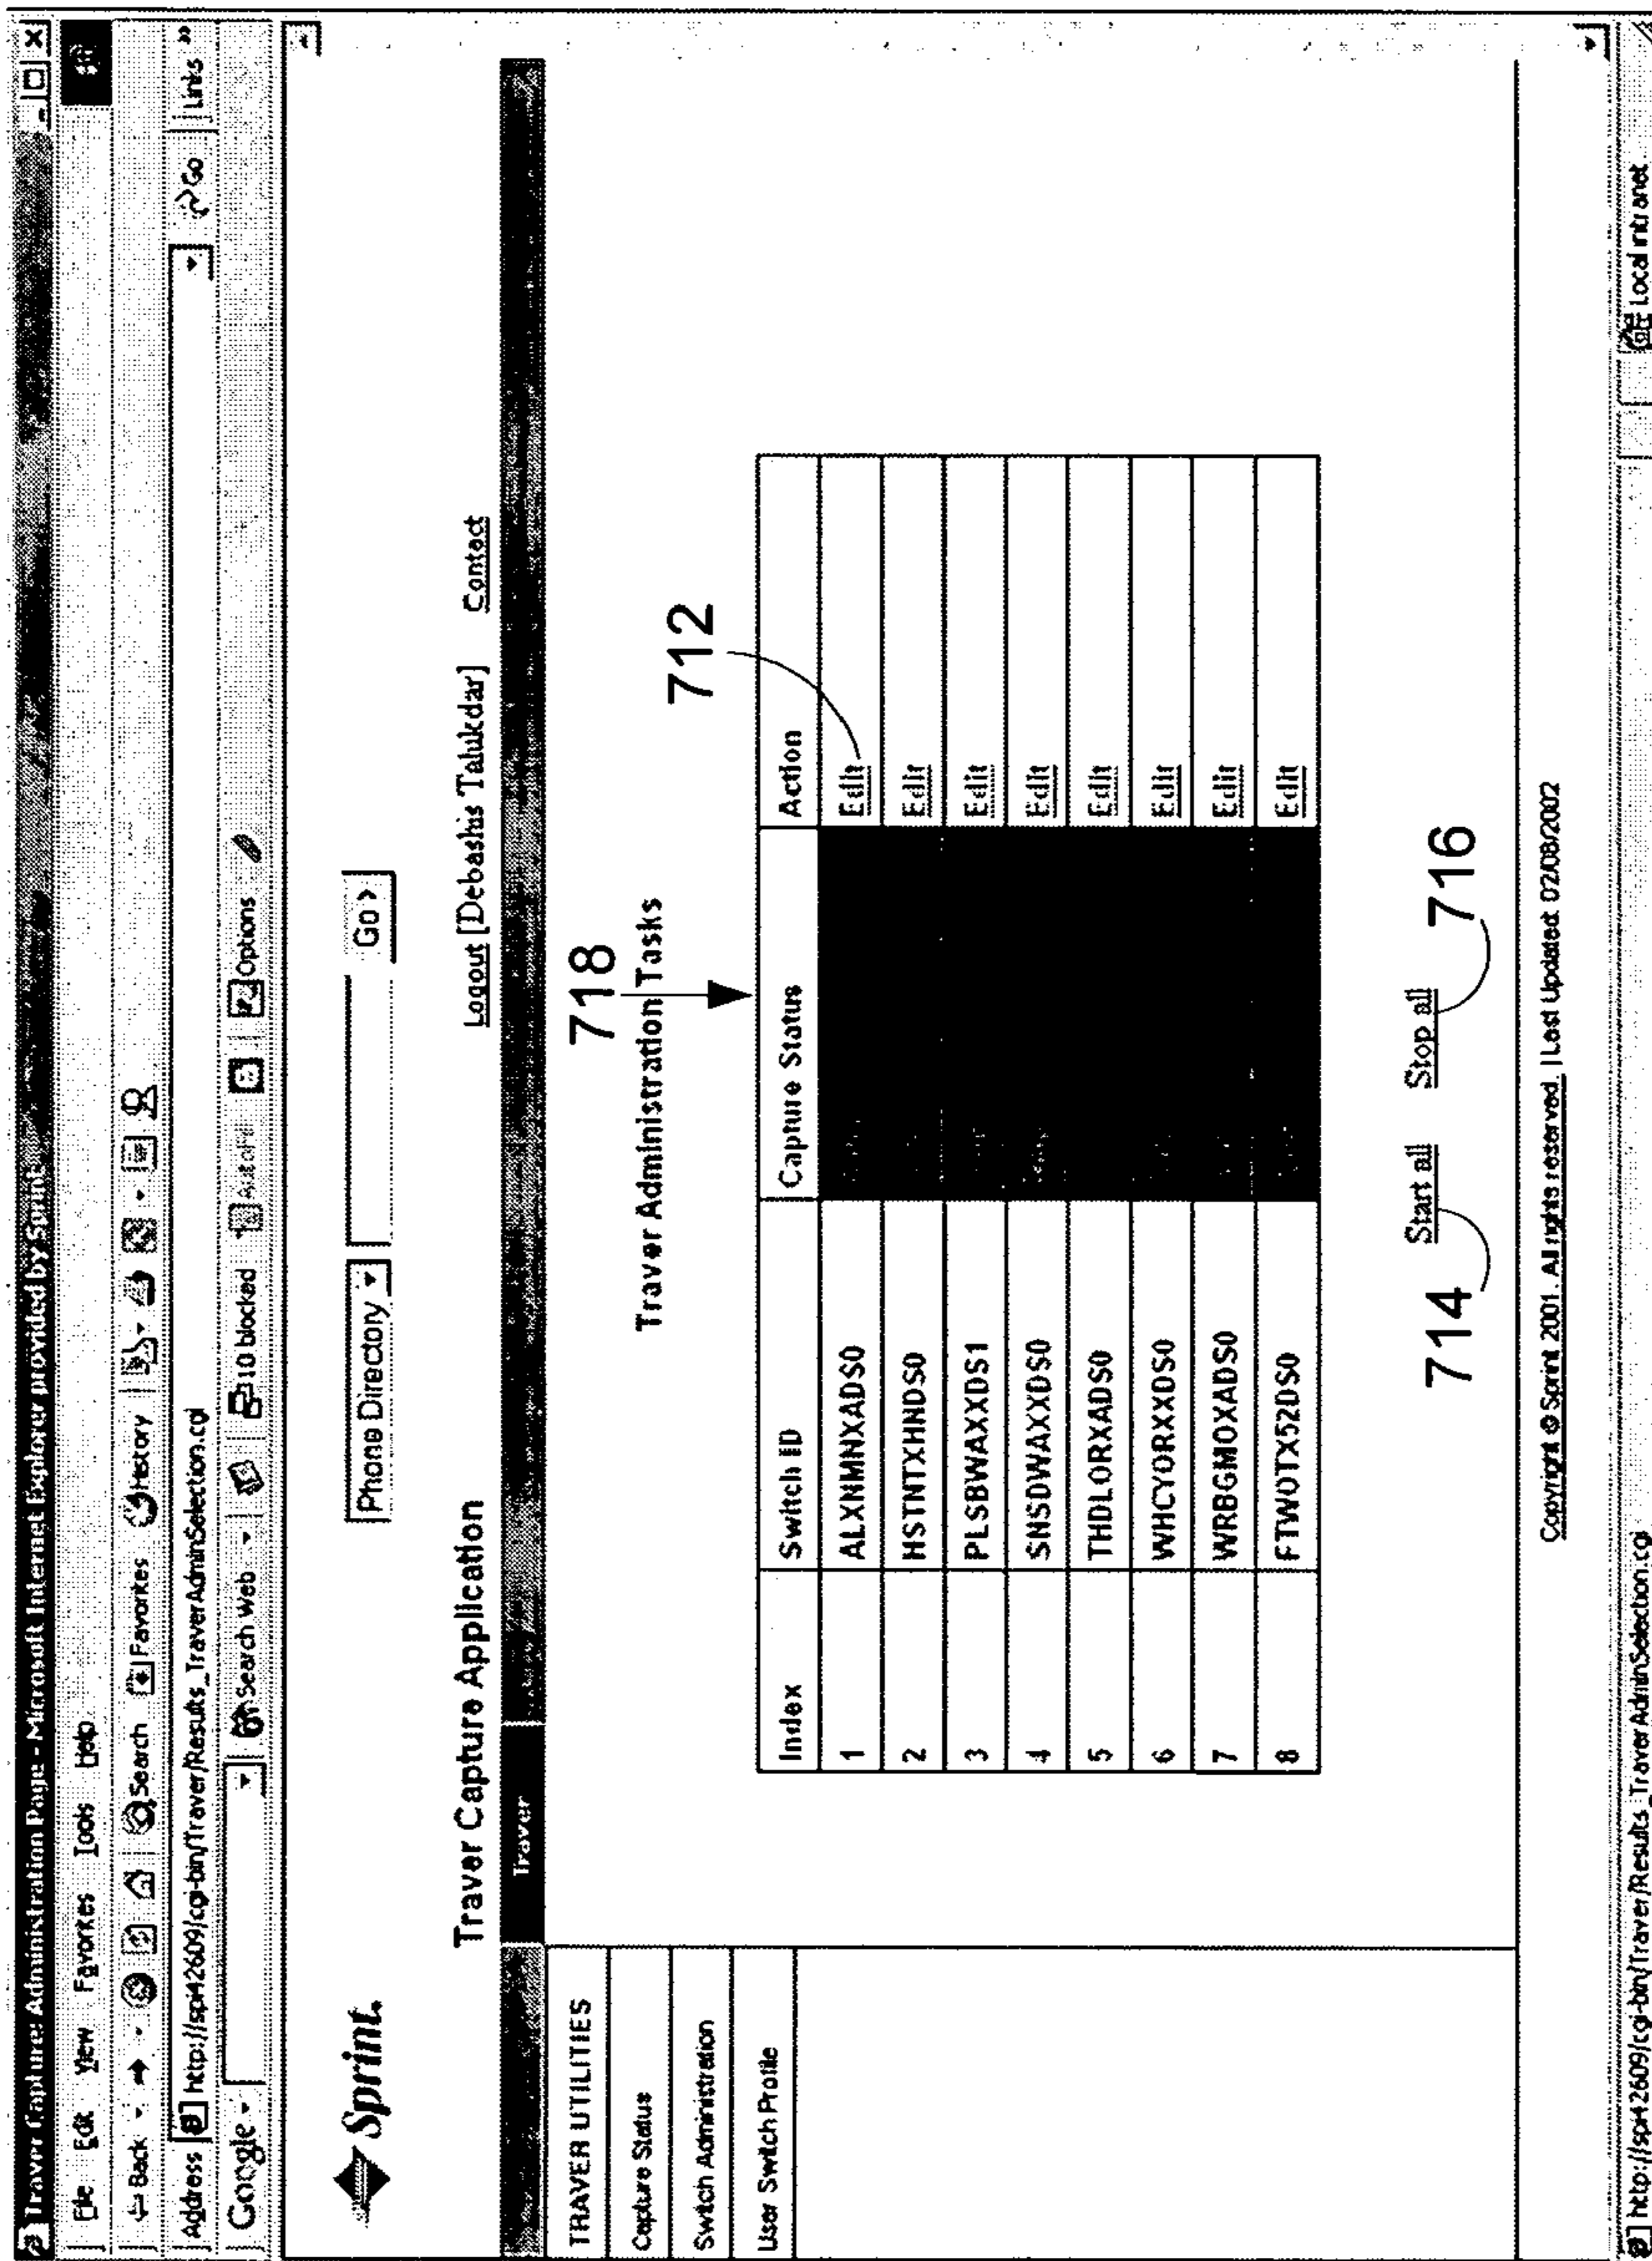 Traver Capture Administration Page - Microsoft Internet Explorer provided by Sprint
File Edit View Favorites Tools Help
Back Search Favorites History
Address http://spi42609/cgi-bin/Traver/Results_TraverAdminSelection.cgi Go Links »
Google Search Web 10 blocked AutoFill Options
Sprint.
Phone Directory Go >
Traver Capture Application
Logout [Debashis Talukdar] Contact
Traver
TRAVER UTILITIES
Capture Status
Switch Administration
User Switch Profile
718
Traver Administration Tasks
712
Index Switch ID Capture Status Action
1 ALXNMNXADS0 Edit
2 HSTNTXHNDS0 Edit
3 PLSBWAXXDS1 Edit
4 SNSDWAXXDS0 Edit
5 THDLORXADS0 Edit
6 WHCYORXXDS0 Edit
7 WRBGMOXADS0 Edit
8 FTWOTX52DS0 Edit
Start all Stop all
714 716
Copyright © Sprint 2001. All rights reserved. | Last Updated: 02/08/2002
http://spi42609/cgi-bin/Traver/Results_TraverAdminSelection.cgi Local intranet